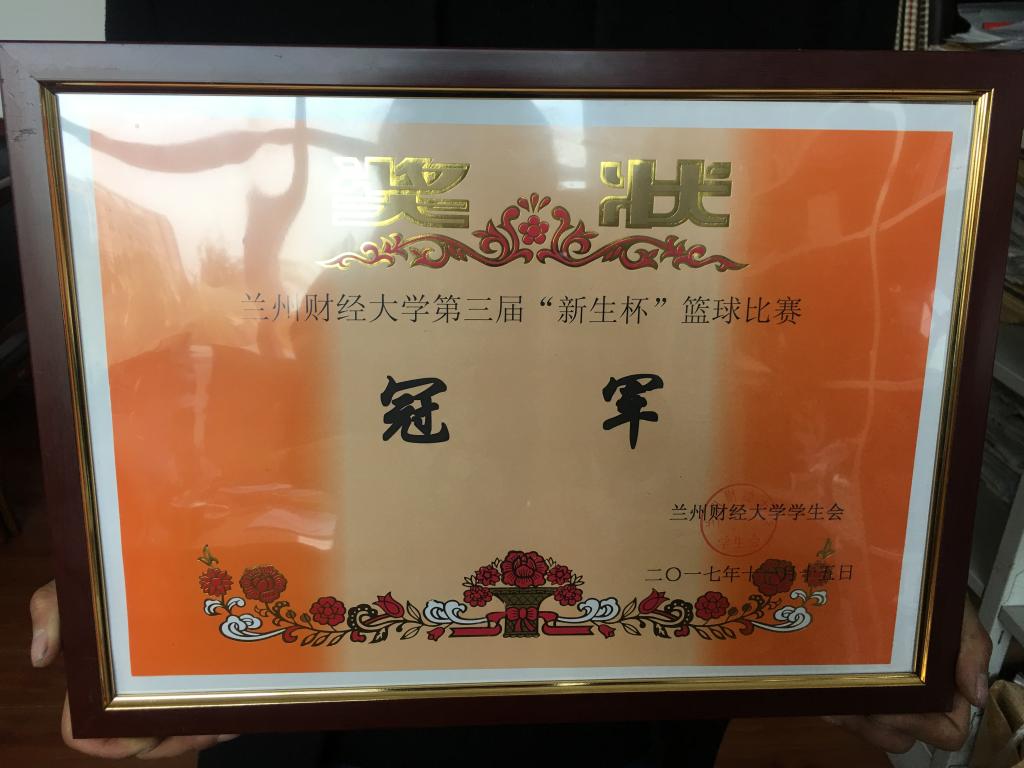 奖状
兰州财经大学第三届“新生杯”篮球比赛
冠军
兰州财经大学学生会
二〇一七年十 月十五日